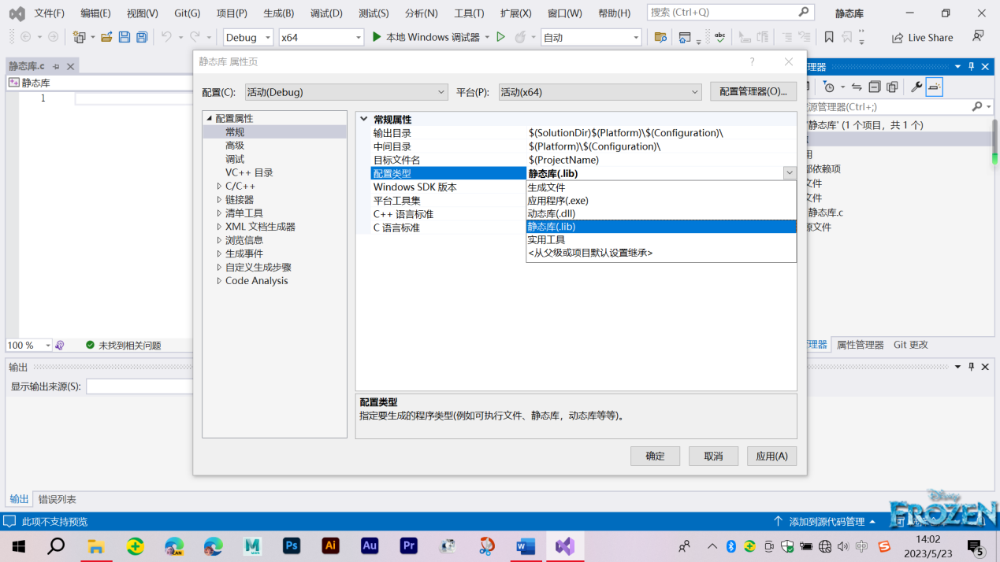 文件(F) 编辑(E) 视图(V) Git(G) 项目(P) 生成(B) 调试(D) 测试(S) 分析(N) 工具(T) 扩展(X) 窗口(W) 帮助(H) 搜索 (Ctrl+Q) 静态库
Debug x64 本地 Windows 调试器 自动 abc Live Share
静态库.c
静态库 属性页 ?
理器
静态库
配置(C): 活动(Debug) 平台(P): 活动(x64) 配置管理器(O)...
1
源管理器(Ctrl+;)
配置属性
常规
高级
调试
VC++ 目录
C/C++
链接器
清单工具
XML 文档生成器
浏览信息
生成事件
自定义生成步骤
Code Analysis
常规属性
输出目录 $(SolutionDir)$(Platform)\$(Configuration)\
中间目录 $(Platform)\$(Configuration)\
目标文件名 $(ProjectName)
配置类型 静态库(.lib)
Windows SDK 版本
平台工具集
C++ 语言标准
C 语言标准
生成文件
应用程序(.exe)
动态库(.dll)
静态库(.lib)
实用工具
<从父级或项目默认设置继承>
'静态库' (1 个项目，共 1 个)
用
部依赖项
文件
文件
静态库.c
源文件
100 % 未找到相关问题
理器 属性管理器 Git 更改
输出
显示输出来源(S):
配置类型
指定要生成的程序类型(例如可执行文件、静态库，动态库等等)。
确定 取消 应用(A)
输出 错误列表
此项不支持预览 添加到源代码管理
Disney
FROZEN
CAN M Ps Ai Au Pr W 中 S
14:02
2023/5/23
5